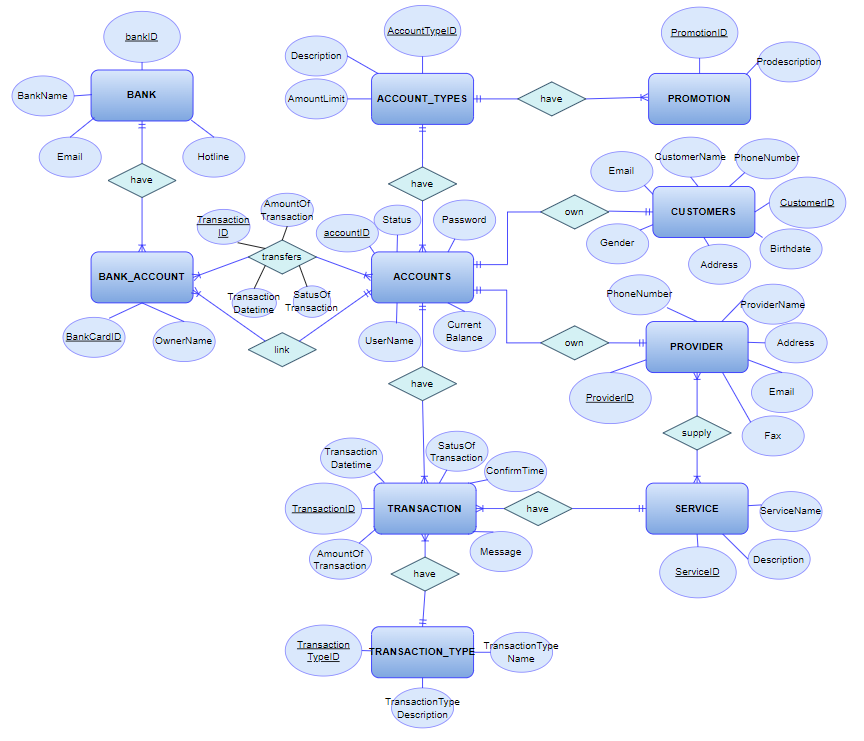 bankID
AccountTypeID
PromotionID
Description
Prodescription
BankName
BANK
AmountLimit
ACCOUNT_TYPES
have
PROMOTION
Email
Hotline
CustomerName
PhoneNumber
Email
have
have
CUSTOMERS
CustomerID
AmountOf
Transaction
Transaction
ID
accountID
Status
Password
own
Gender
Birthdate
transfers
Address
BANK_ACCOUNT
ACCOUNTS
Transaction
Datetime
SatusOf
Transaction
PhoneNumber
ProviderName
BankCardID
OwnerName
UserName
Current
Balance
link
own
PROVIDER
Address
have
ProviderID
Email
supply
Fax
Transaction
Datetime
SatusOf
Transaction
ConfirmTime
TransactionID
TRANSACTION
have
SERVICE
ServiceName
AmountOf
Transaction
Message
Description
have
ServiceID
Transaction
TypeID
TRANSACTION_TYPE
TransactionType
Name
TransactionType
Description